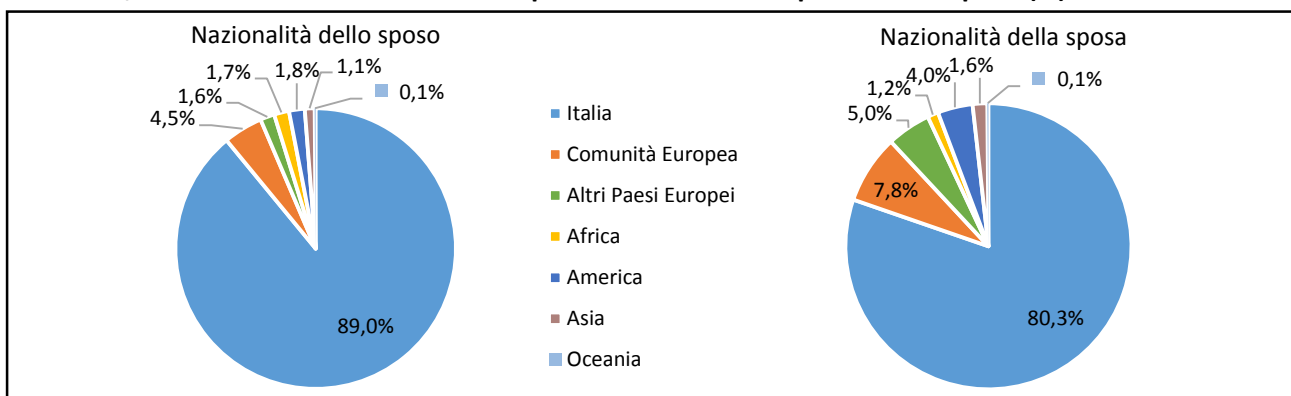 Nazionalità dello sposo
1,7%
1,8%
1,1%
0,1%
1,6%
4,5%
89,0%
Italia
Comunità Europea
Altri Paesi Europei
Africa
America
Asia
Oceania
Nazionalità della sposa
1,2%
4,0%
1,6%
0,1%
5,0%
7,8%
80,3%